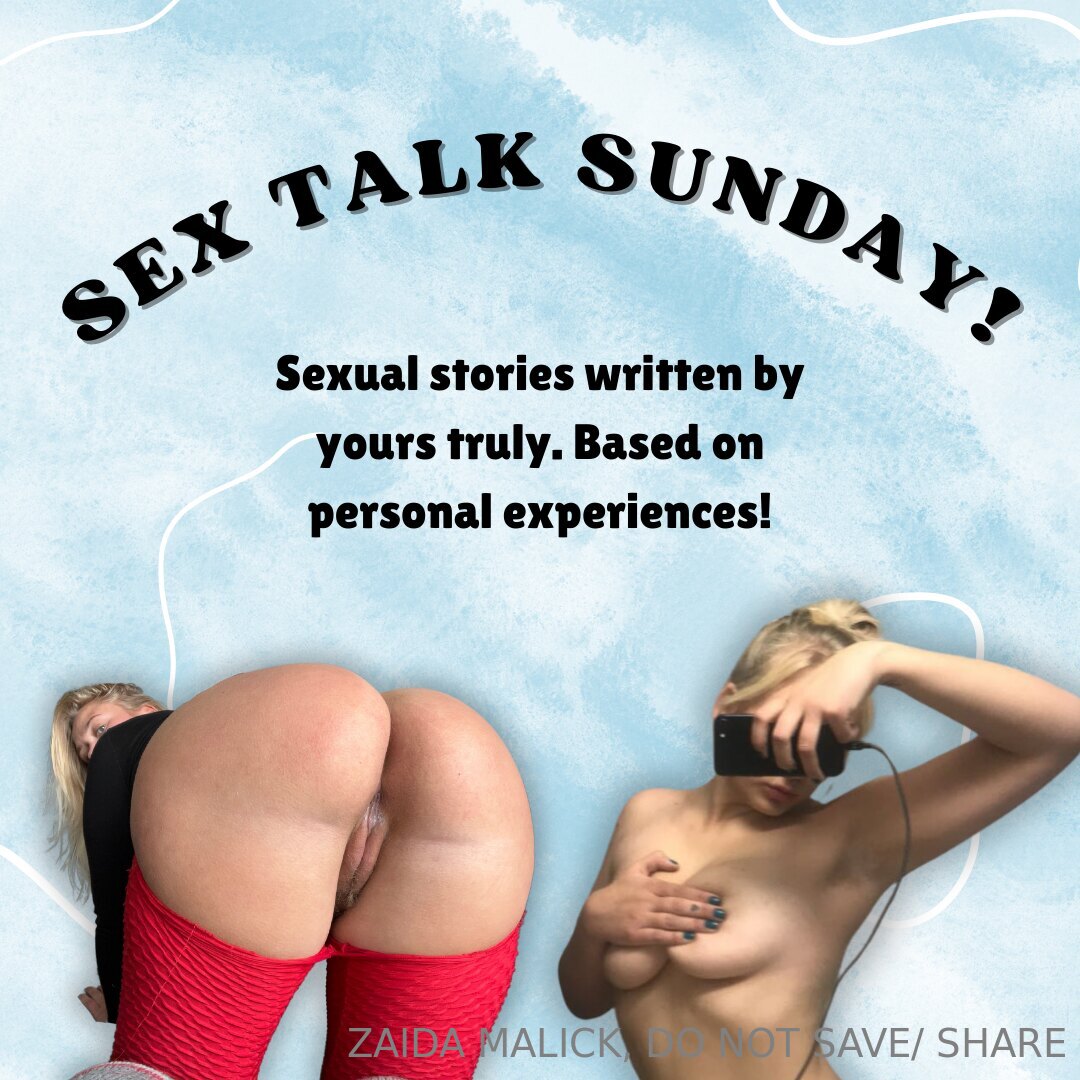 SEX TALK SUNDAY!
Sexual stories written by
yours truly. Based on
personal experiences!
ZAIDA MALICK, DO NOT SAVE/ SHARE